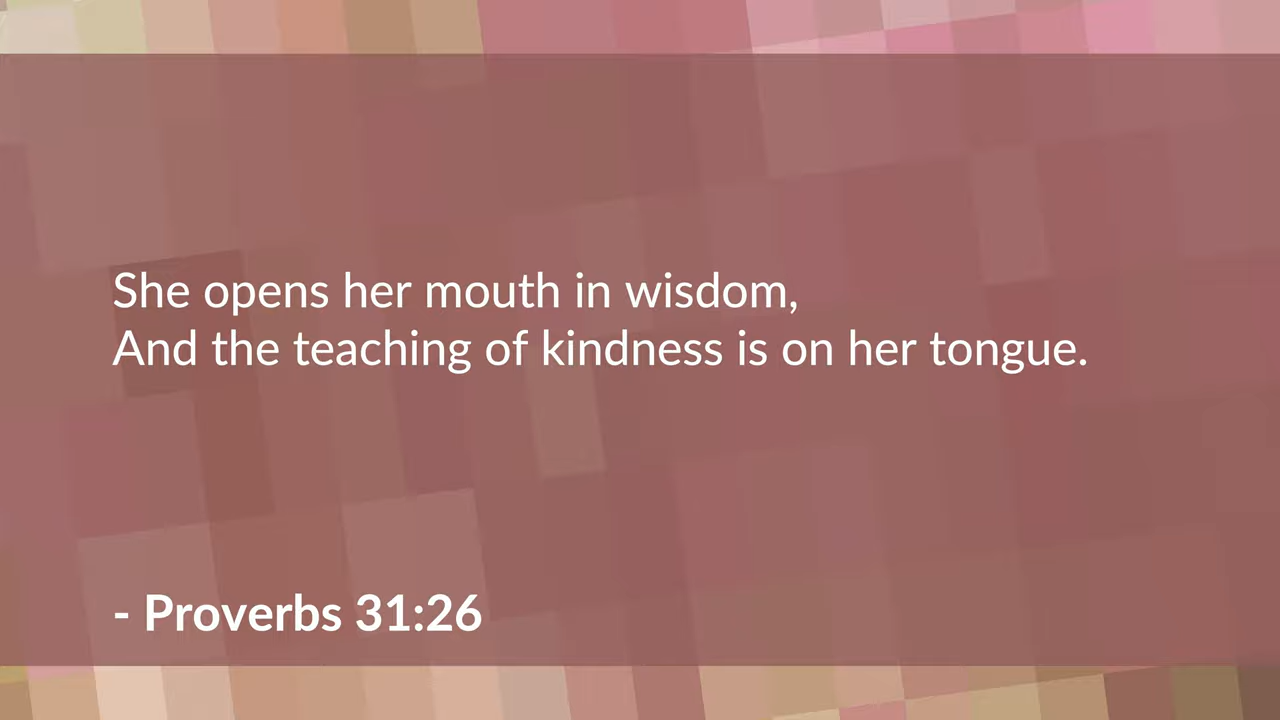 She opens her mouth in wisdom,
And the teaching of kindness is on her tongue.
- Proverbs 31:26